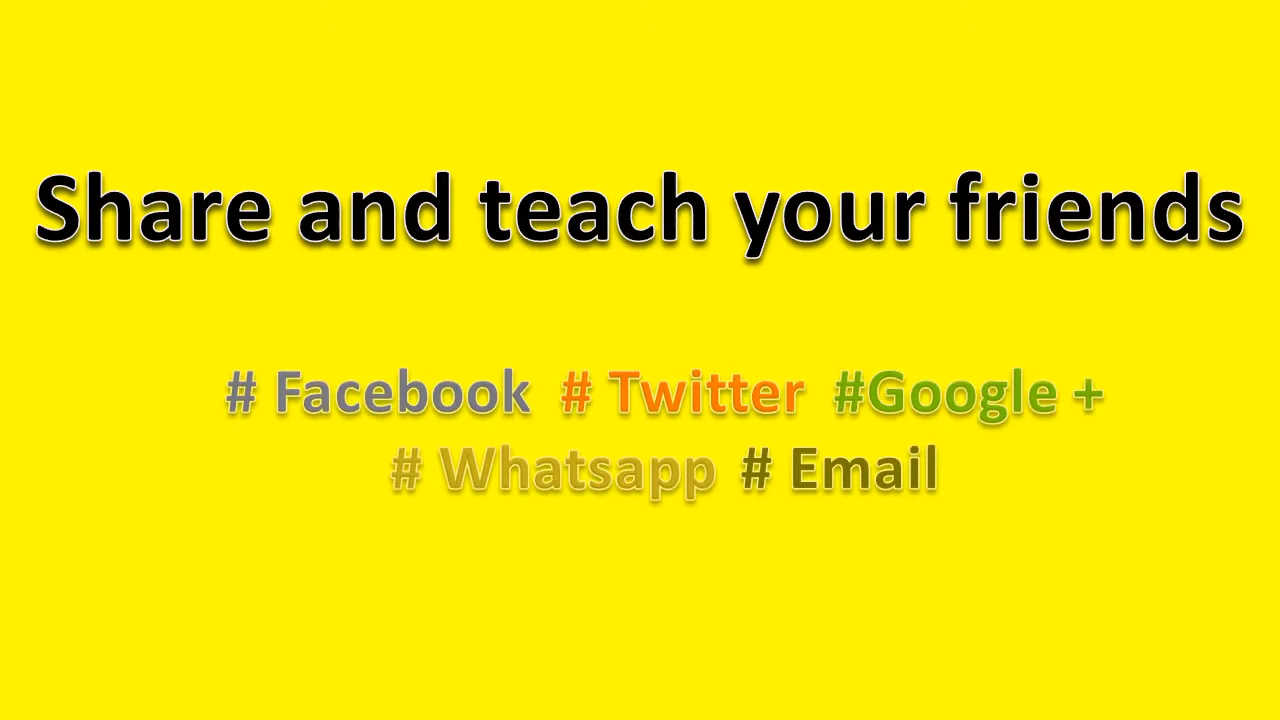 Share and teach your friends
# Facebook # Twitter #Google +
# Whatsapp # Email